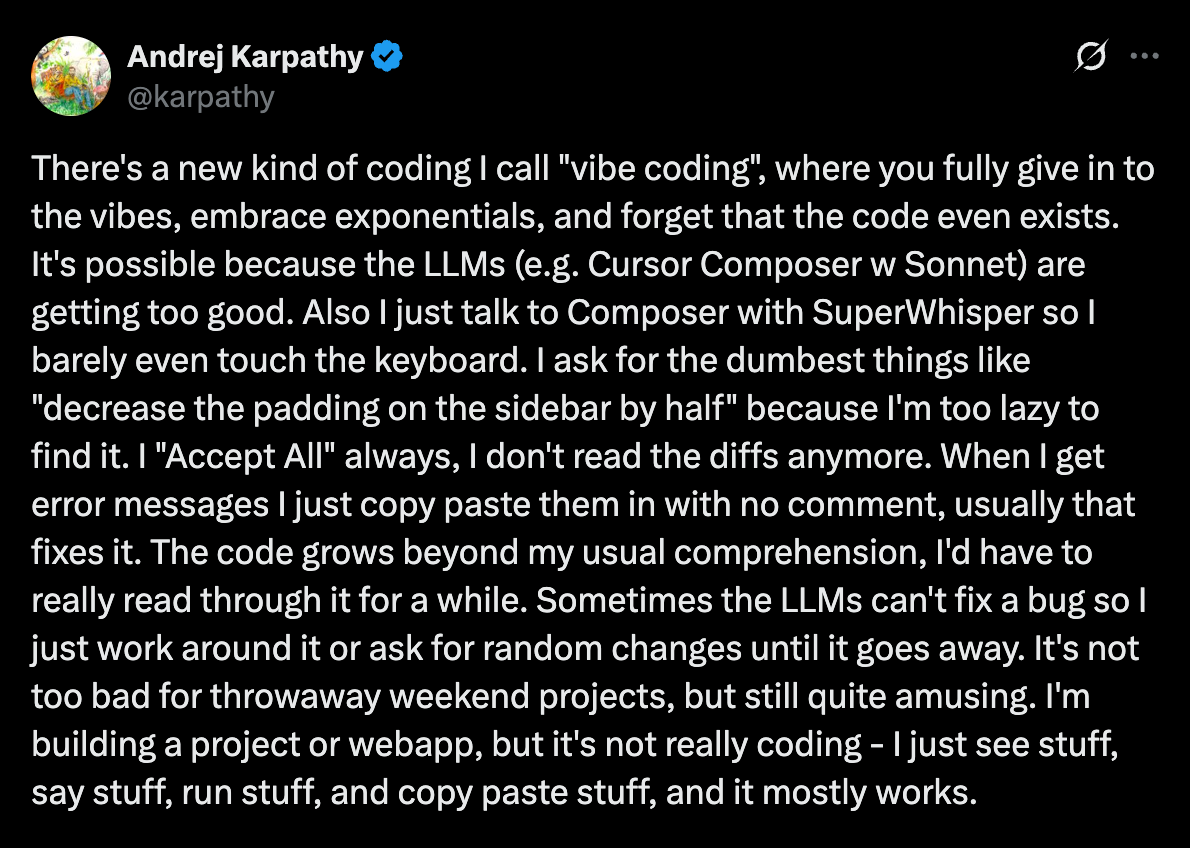 Andrej Karpathy
@karpathy
There's a new kind of coding I call "vibe coding", where you fully give in to
the vibes, embrace exponentials, and forget that the code even exists.
It's possible because the LLMs (e.g. Cursor Composer w Sonnet) are
getting too good. Also I just talk to Composer with SuperWhisper so I
barely even touch the keyboard. I ask for the dumbest things like
"decrease the padding on the sidebar by half" because I'm too lazy to
find it. I "Accept All" always, I don't read the diffs anymore. When I get
error messages I just copy paste them in with no comment, usually that
fixes it. The code grows beyond my usual comprehension, I'd have to
really read through it for a while. Sometimes the LLMs can't fix a bug so I
just work around it or ask for random changes until it goes away. It's not
too bad for throwaway weekend projects, but still quite amusing. I'm
building a project or webapp, but it's not really coding - I just see stuff,
say stuff, run stuff, and copy paste stuff, and it mostly works.